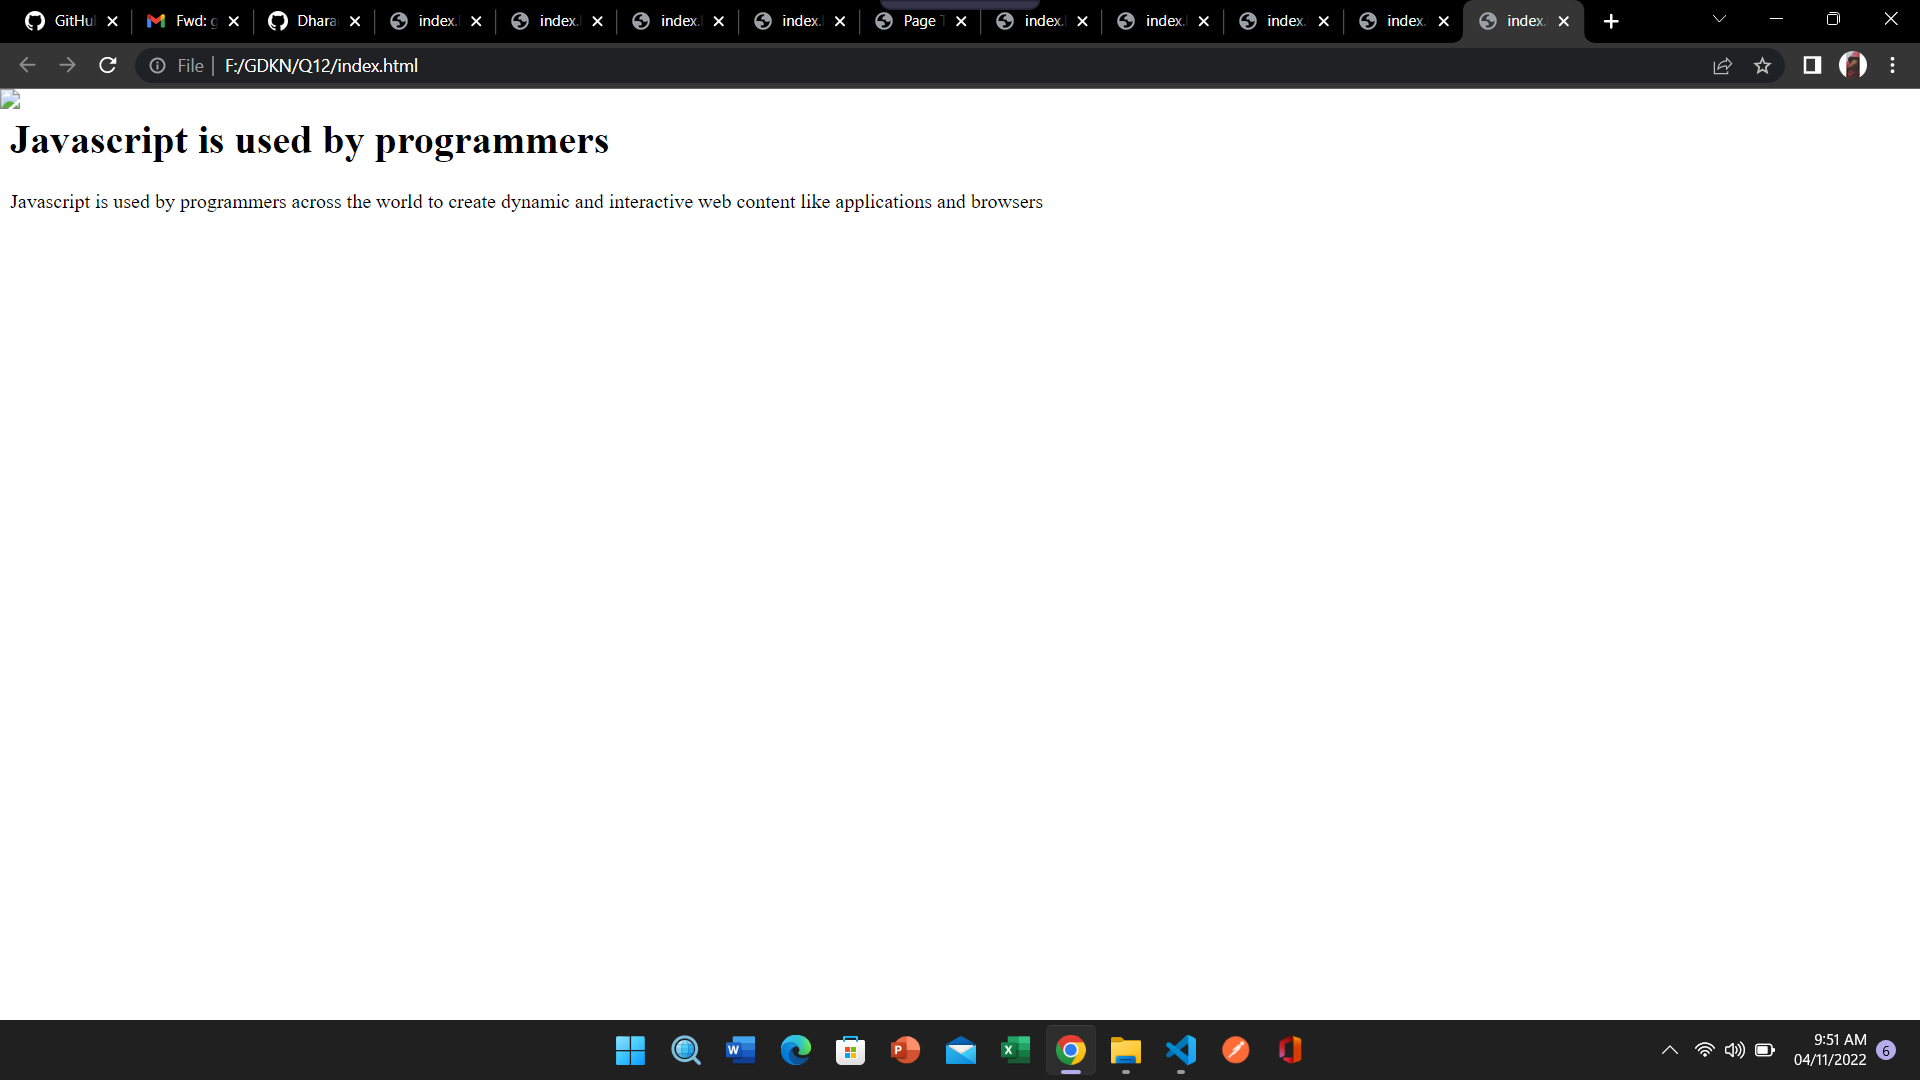 GitHu
Fwd: g
Dhara
index.
index.
index.
index.
Page T
index.
index.
index.
index.
index.
File
F:/GDKN/Q12/index.html
Javascript is used by programmers
Javascript is used by programmers across the world to create dynamic and interactive web content like applications and browsers
9:51 AM
04/11/2022
6